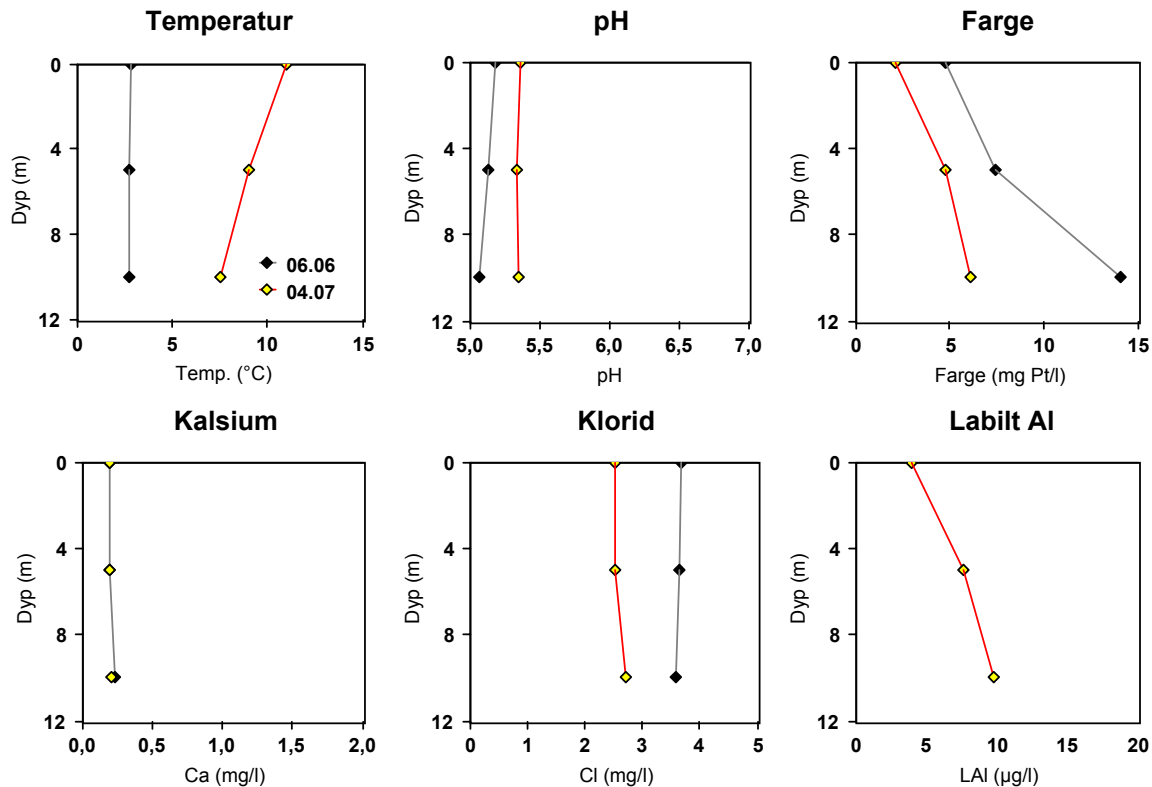 Temperatur
0
4
8
12
Dyp (m)
06.06
04.07
0 5 10 15
Temp. (°C)
pH
0
4
8
12
Dyp (m)
5,0 5,5 6,0 6,5 7,0
pH
Farge
0
4
8
12
Dyp (m)
0 5 10 15
Farge (mg Pt/l)
Kalsium
0
4
8
12
Dyp (m)
0,0 0,5 1,0 1,5 2,0
Ca (mg/l)
Klorid
0
4
8
12
Dyp (m)
0 1 2 3 4 5
Cl (mg/l)
Labilt Al
0
4
8
12
Dyp (m)
0 5 10 15 20
LAl (µg/l)